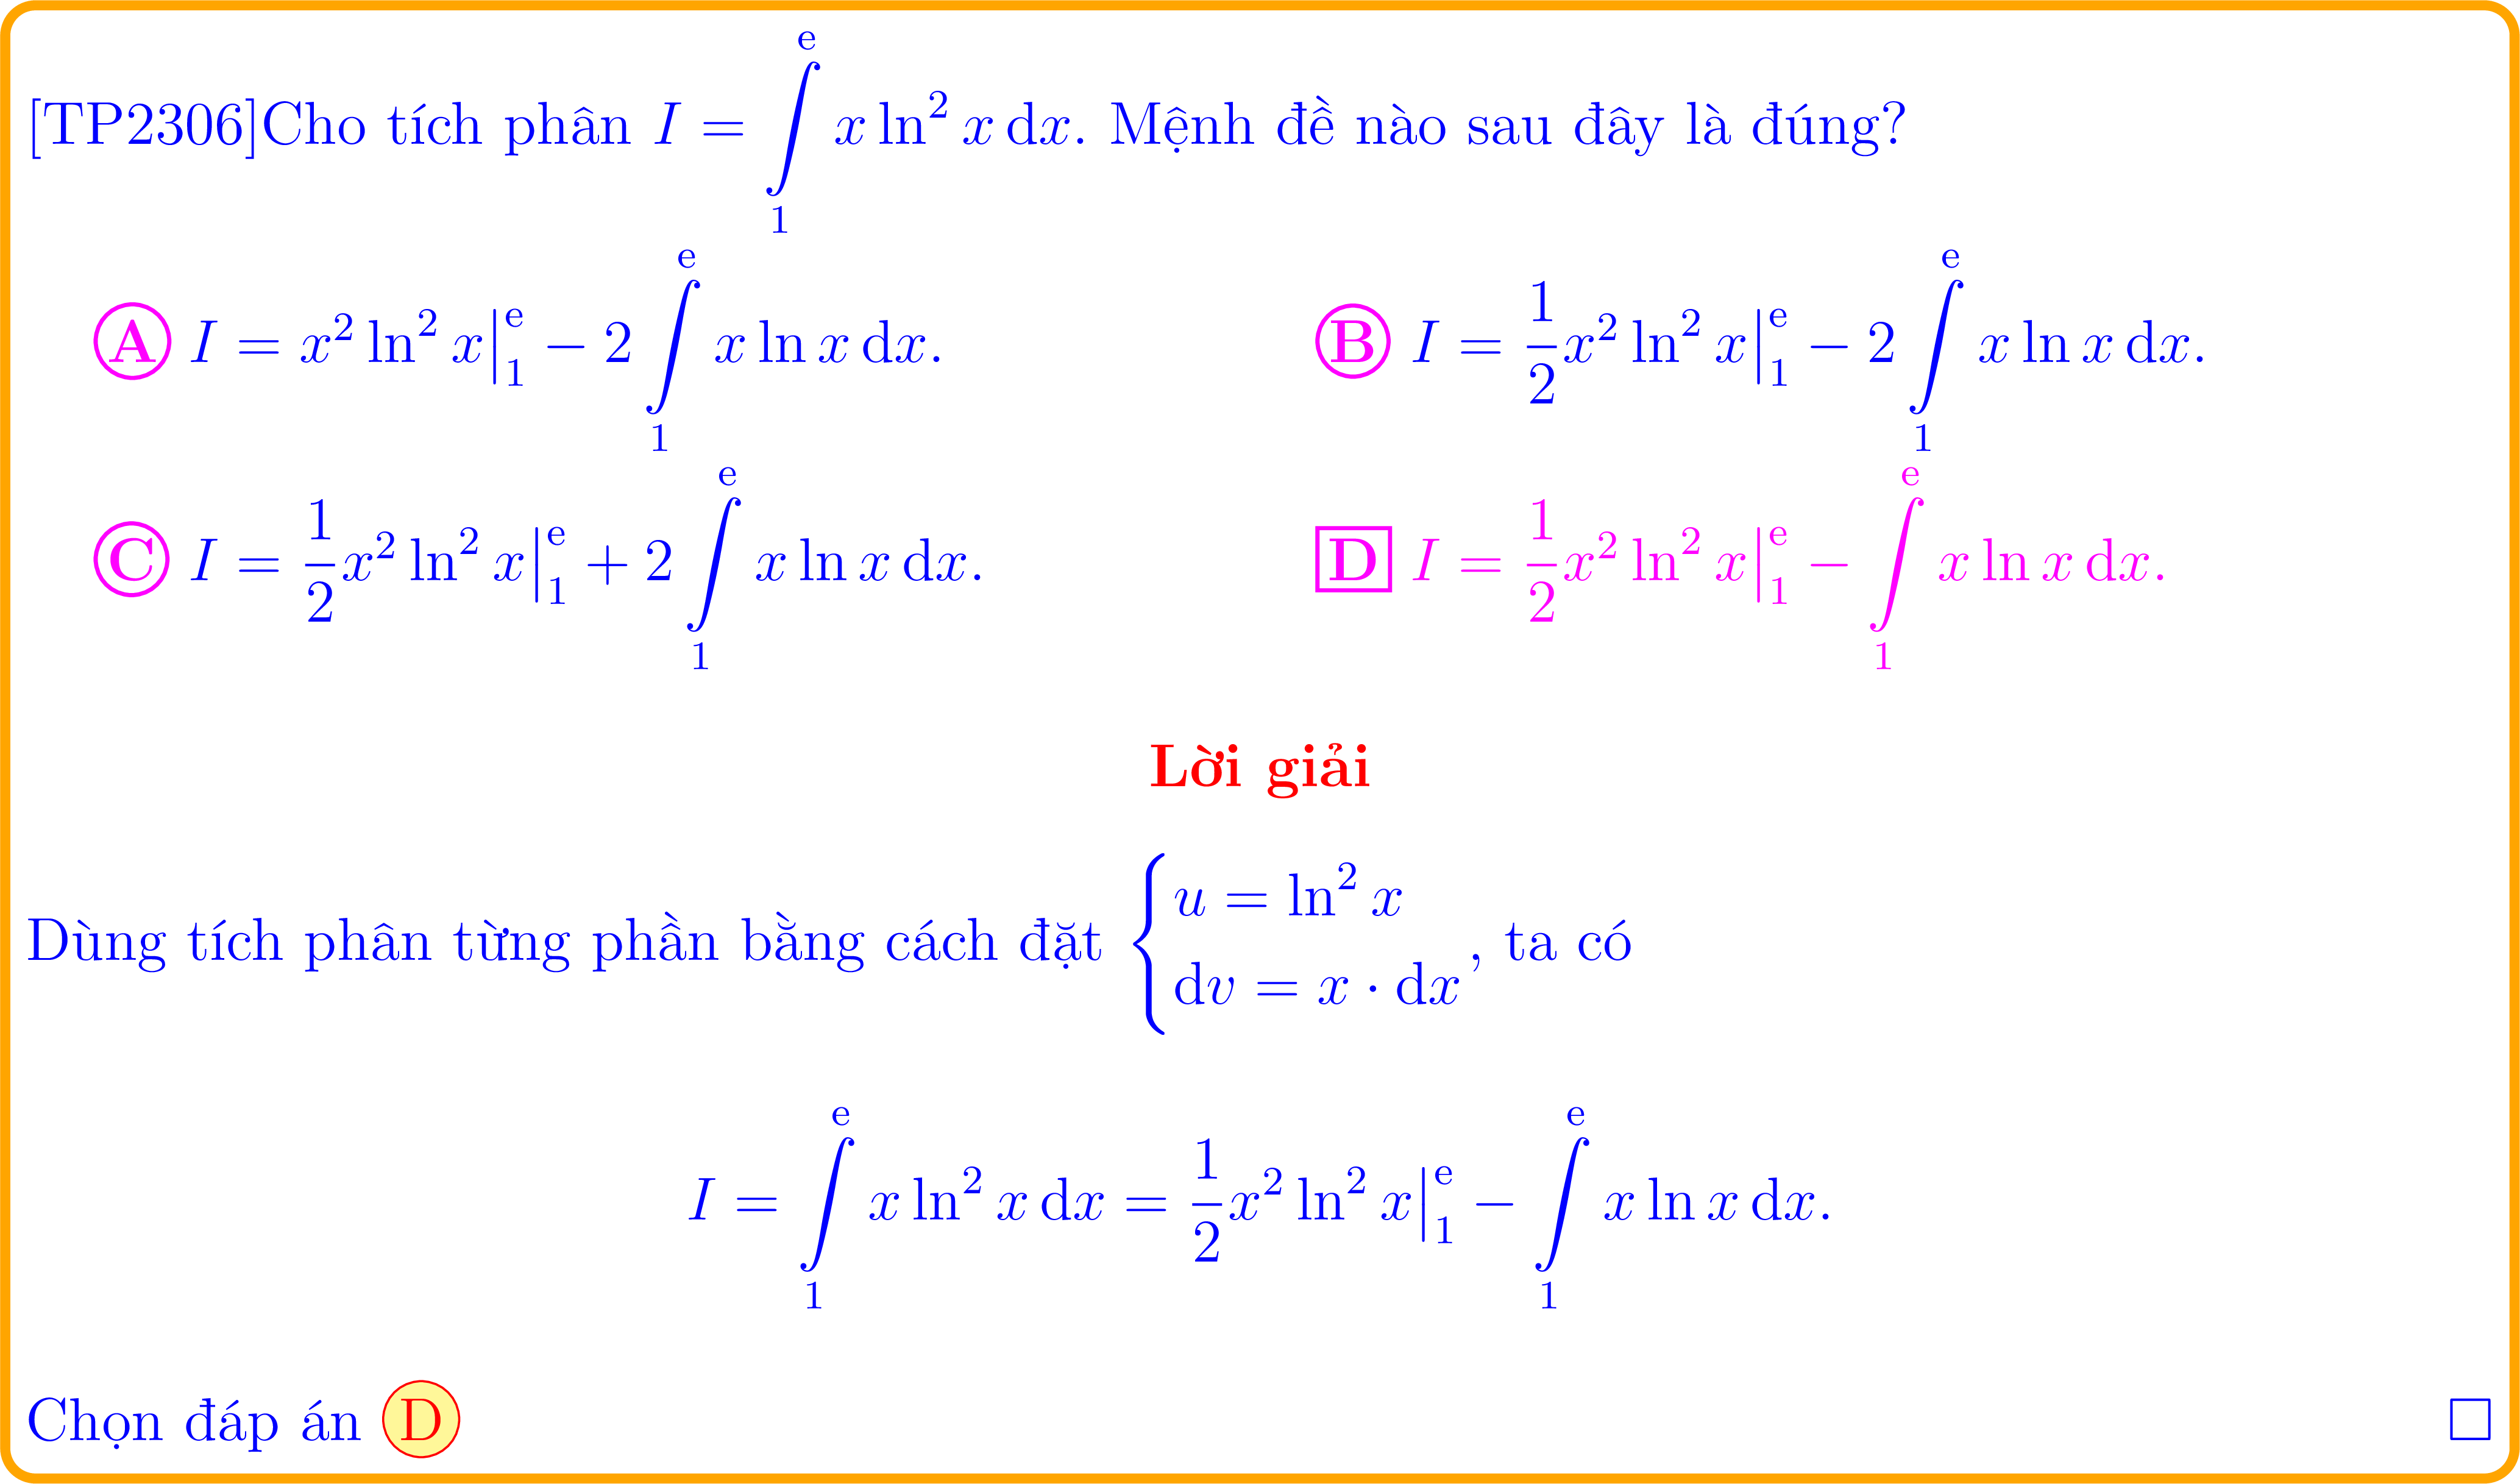 [TP2306]Cho tích phân $I = \int\limits_1^{\mathrm{e}} x \ln^2 x \,\mathrm{d}x$. Mệnh đề nào sau đây là đúng?
A $I = x^2 \ln^2 x \big|_1^{\mathrm{e}} - 2 \int\limits_1^{\mathrm{e}} x \ln x \,\mathrm{d}x$. B $I = \frac{1}{2} x^2 \ln^2 x \big|_1^{\mathrm{e}} - 2 \int\limits_1^{\mathrm{e}} x \ln x \,\mathrm{d}x$.
C $I = \frac{1}{2} x^2 \ln^2 x \big|_1^{\mathrm{e}} + 2 \int\limits_1^{\mathrm{e}} x \ln x \,\mathrm{d}x$. D $I = \frac{1}{2} x^2 \ln^2 x \big|_1^{\mathrm{e}} - \int\limits_1^{\mathrm{e}} x \ln x \,\mathrm{d}x$.
Lời giải
Dùng tích phân từng phần bằng cách đặt $\begin{cases} u = \ln^2 x \\ \mathrm{d}v = x \cdot \mathrm{d}x \end{cases}$, ta có
$I = \int\limits_1^{\mathrm{e}} x \ln^2 x \,\mathrm{d}x = \frac{1}{2} x^2 \ln^2 x \big|_1^{\mathrm{e}} - \int\limits_1^{\mathrm{e}} x \ln x \,\mathrm{d}x.$
Chọn đáp án D □